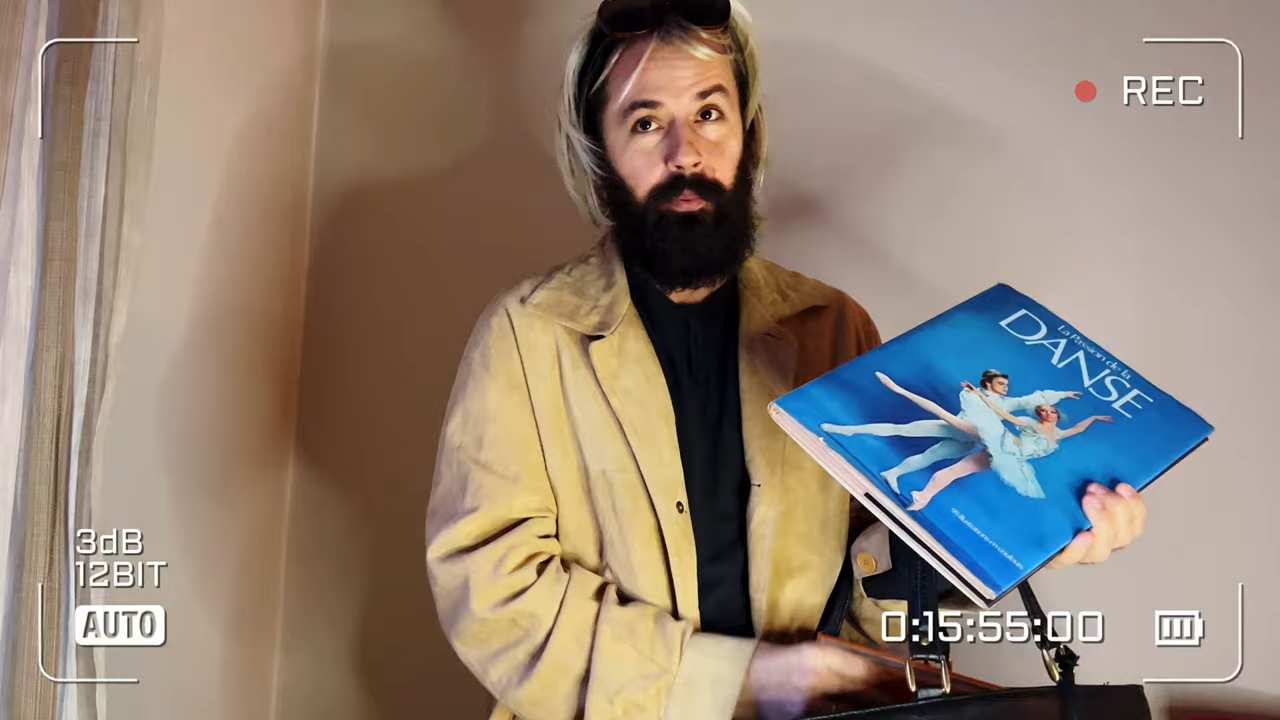 REC
La Passion de la
DANSE
3dB
12BIT
AUTO
0:15:55:00